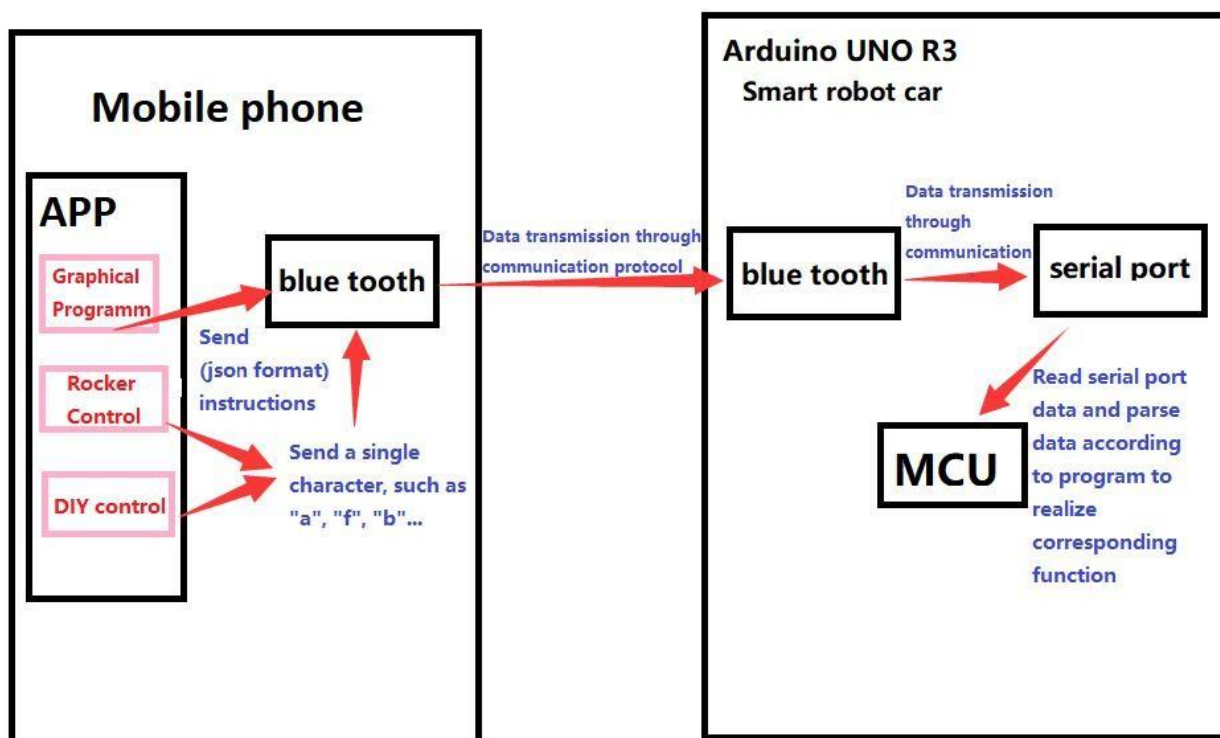 Mobile phone
APP
Graphical
Programm
Rocker
Control
DIY control
blue tooth
Send
(json format)
instructions
Send a single
character, such as
"a", "f", "b"...
Data transmission through
communication protocol
Arduino UNO R3
Smart robot car
blue tooth
Data transmission
through
communication
serial port
MCU
Read serial port
data and parse
data according
to program to
realize
corresponding
function